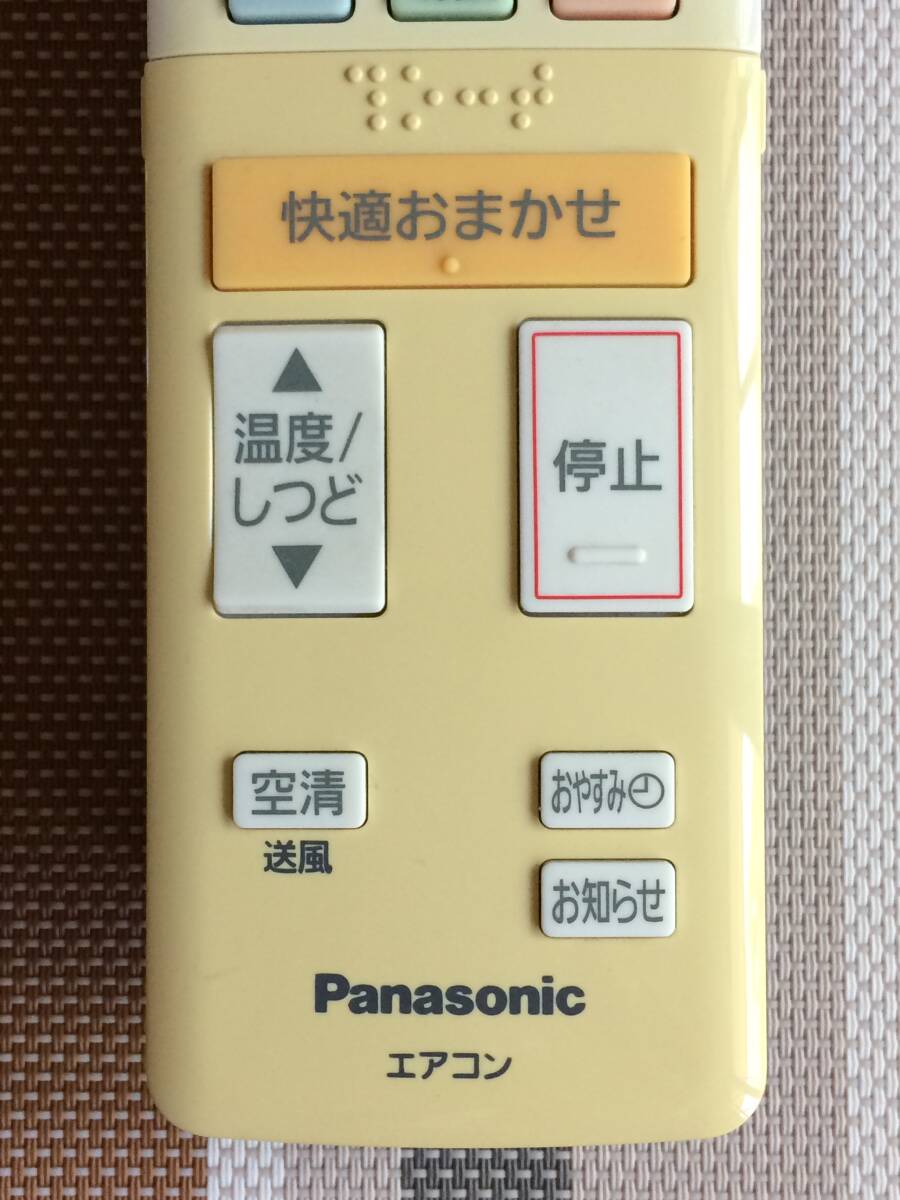 快適おまかせ
▲
温度/
しつど
▼
停止
空清
送風
おやすみ
お知らせ
Panasonic
エアコン